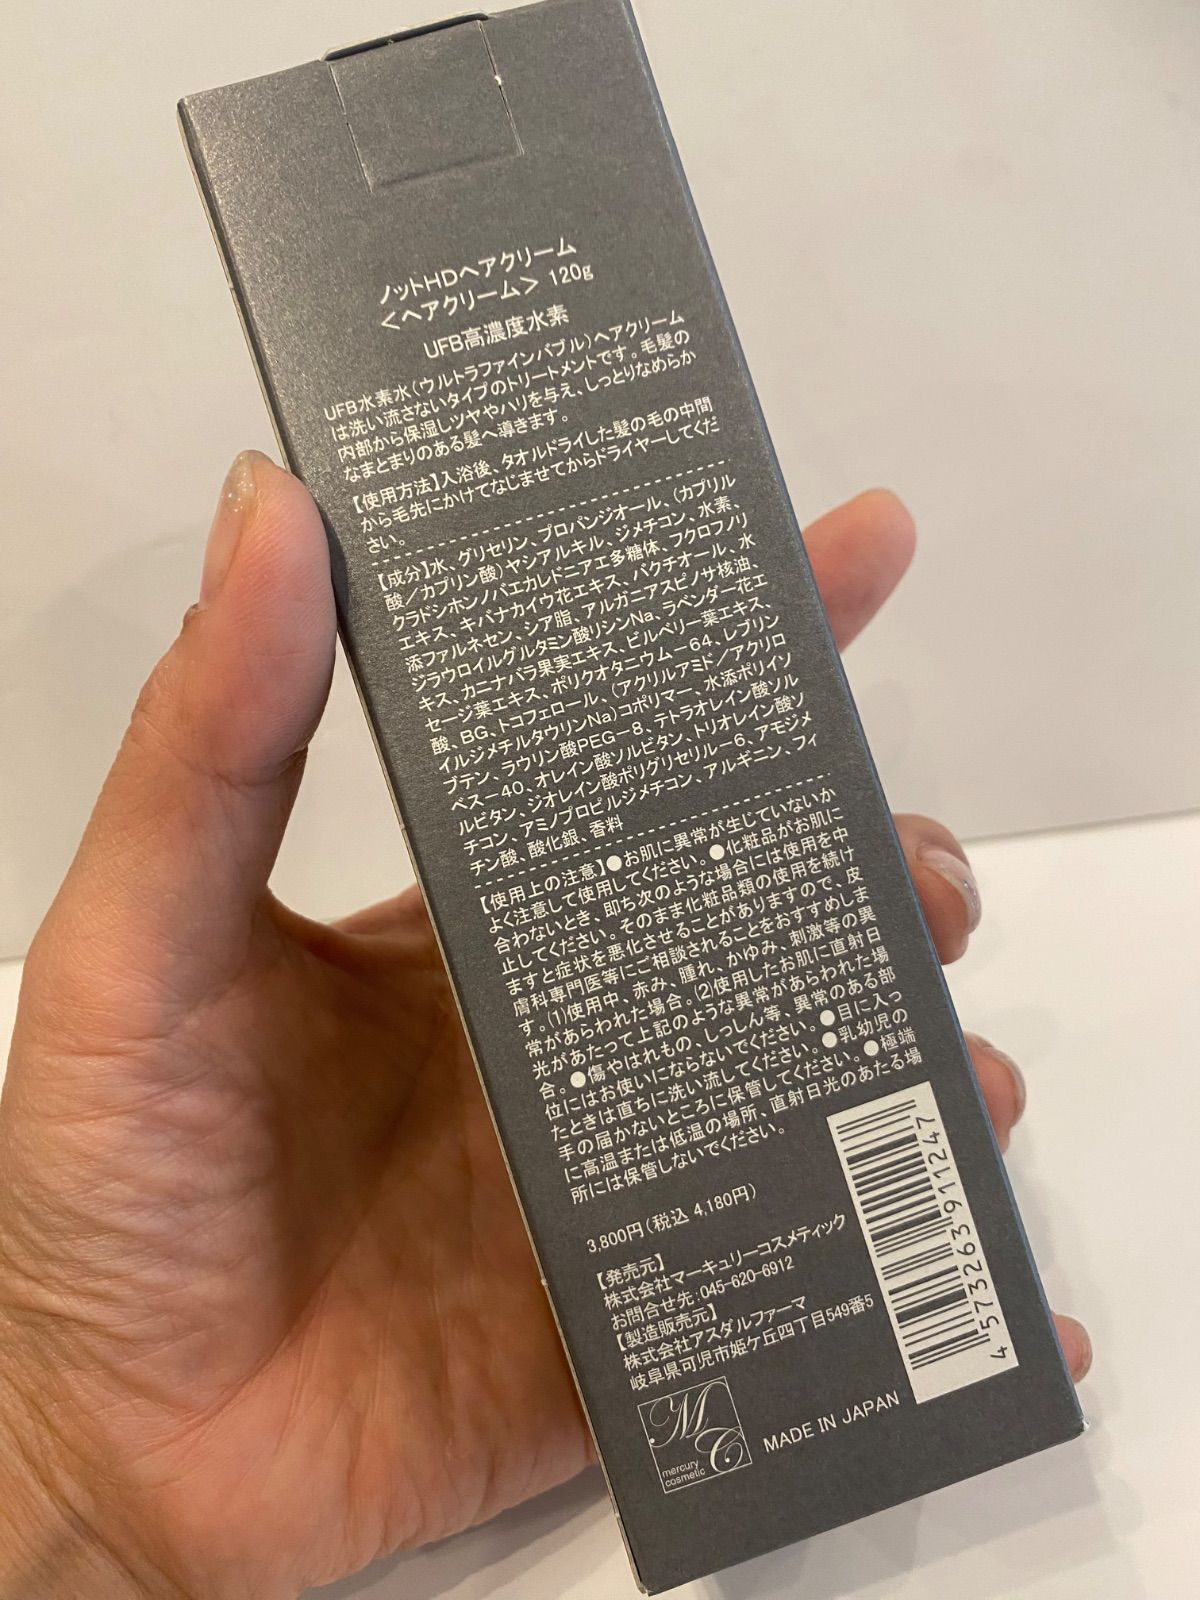 ノットHDヘアクリーム
<ヘアクリーム> 120g
UFB高濃度水素
UFB水素水(ウルトラファインバブル)ヘアクリーム
は洗い流さないタイプのトリートメントです。毛髪の
内部から保湿しツヤやハリを与え、しっとりなめらか
なまとまりのある髪へ導きます。
【使用方法】入浴後、タオルドライした髪の毛の中間
から毛先にかけてなじませてからドライヤーしてくだ
さい。
【成分】水、グリセリン、プロパンジオール、(カプリル
酸/カプリン酸)ヤシアルキル、ジメチコン、水素、
クラドシホンノバエカレドニアエ多糖体、フクロフノリ
エキス、キバナカイウ花エキス、バクチオール、水
添ファルネセン、シア脂、アルガニアスピノサ核油、
ジラウロイルグルタミン酸リシンNa、ラベンダー花エ
キス、カニナバラ果実エキス、ビルベリー葉エキス、
セージ葉エキス、ポリクオタニウム-64、レブリン
酸、BG、トコフェロール、(アクリルアミド/アクリロ
イルジメチルタウリンNa)コポリマー、水添ポリイソ
ブテン、ラウリン酸PEG-8、テトラオレイン酸ソル
ベス-40、オレイン酸ソルビタン、トリオレイン酸ソ
ルビタン、ジオレイン酸ポリグリセリル-6、アモジメ
チコン、アミノプロピルジメチコン、アルギニン、フィ
チン酸、酸化銀、香料
【使用上の注意】●お肌に異常が生じていないか
よく注意して使用してください。●化粧品がお肌に
合わないとき、即ち次のような場合には使用を中
止してください。そのまま化粧品類の使用を続け
ますと症状を悪化させることがありますので、皮
膚科専門医等にご相談されることをおすすめしま
す。(1)使用中、赤み、腫れ、かゆみ、刺激等の異
常があらわれた場合。(2)使用したお肌に直射日
光があたって上記のような異常があらわれた場
合。●傷やはれもの、しっしん等、異常のある部
位にはお使いにならないでください。●目に入っ
たときは直ちに洗い流してください。●乳幼児の
手の届かないところに保管してください。●極端
に高温または低温の場所、直射日光のあたる場
所には保管しないでください。
3,800円(税込 4,180円)
【発売元】
株式会社マーキュリーコスメティック
お問合せ先:045-620-6912
【製造販売元】
株式会社アスダルファーマ
岐阜県可児市姫ケ丘四丁目549番5
MC
mercury
cosmetic
MADE IN JAPAN
4 573263 911247